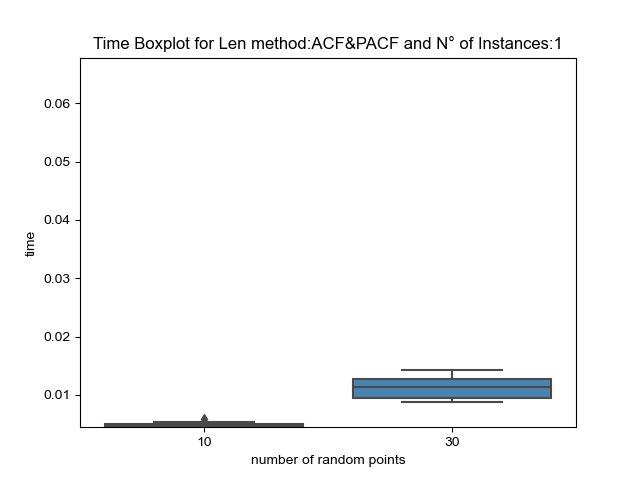 Time Boxplot for Len method:ACF&PACF and N° of Instances:1
0.06
0.05
0.04
0.03
0.02
0.01
time
10
30
number of random points